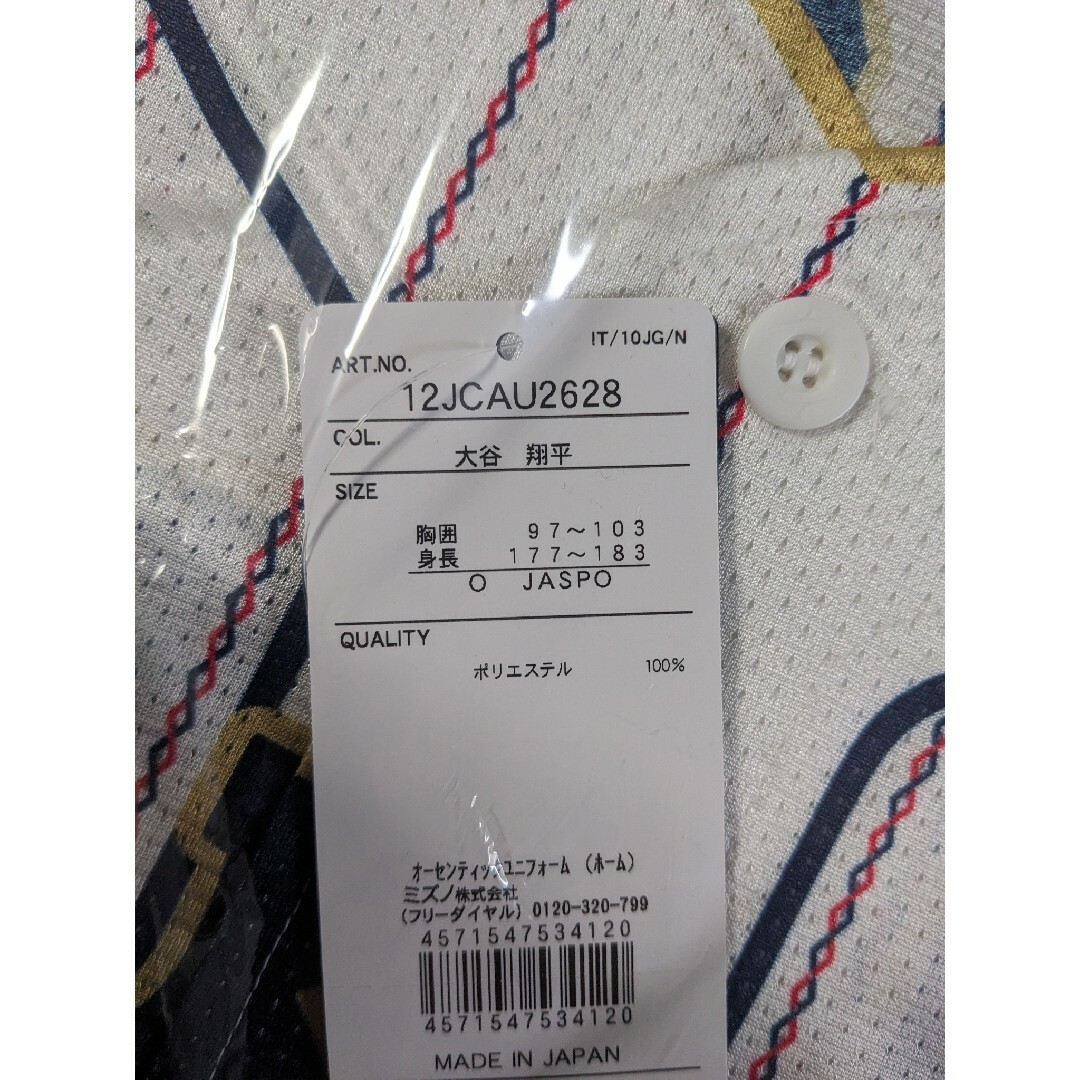 !T/10JG/N
ART.NO.
12JCAU2628
COL.
大谷 翔平
SIZE
胸囲 97～103
身長 177～183
O JASPO
QUALITY
ポリエステル 100%
オーセンティックユニフォーム (ホーム)
ミズノ株式会社
(フリーダイヤル) 0120-320-799
4571547534120
4571547534120
MADE IN JAPAN